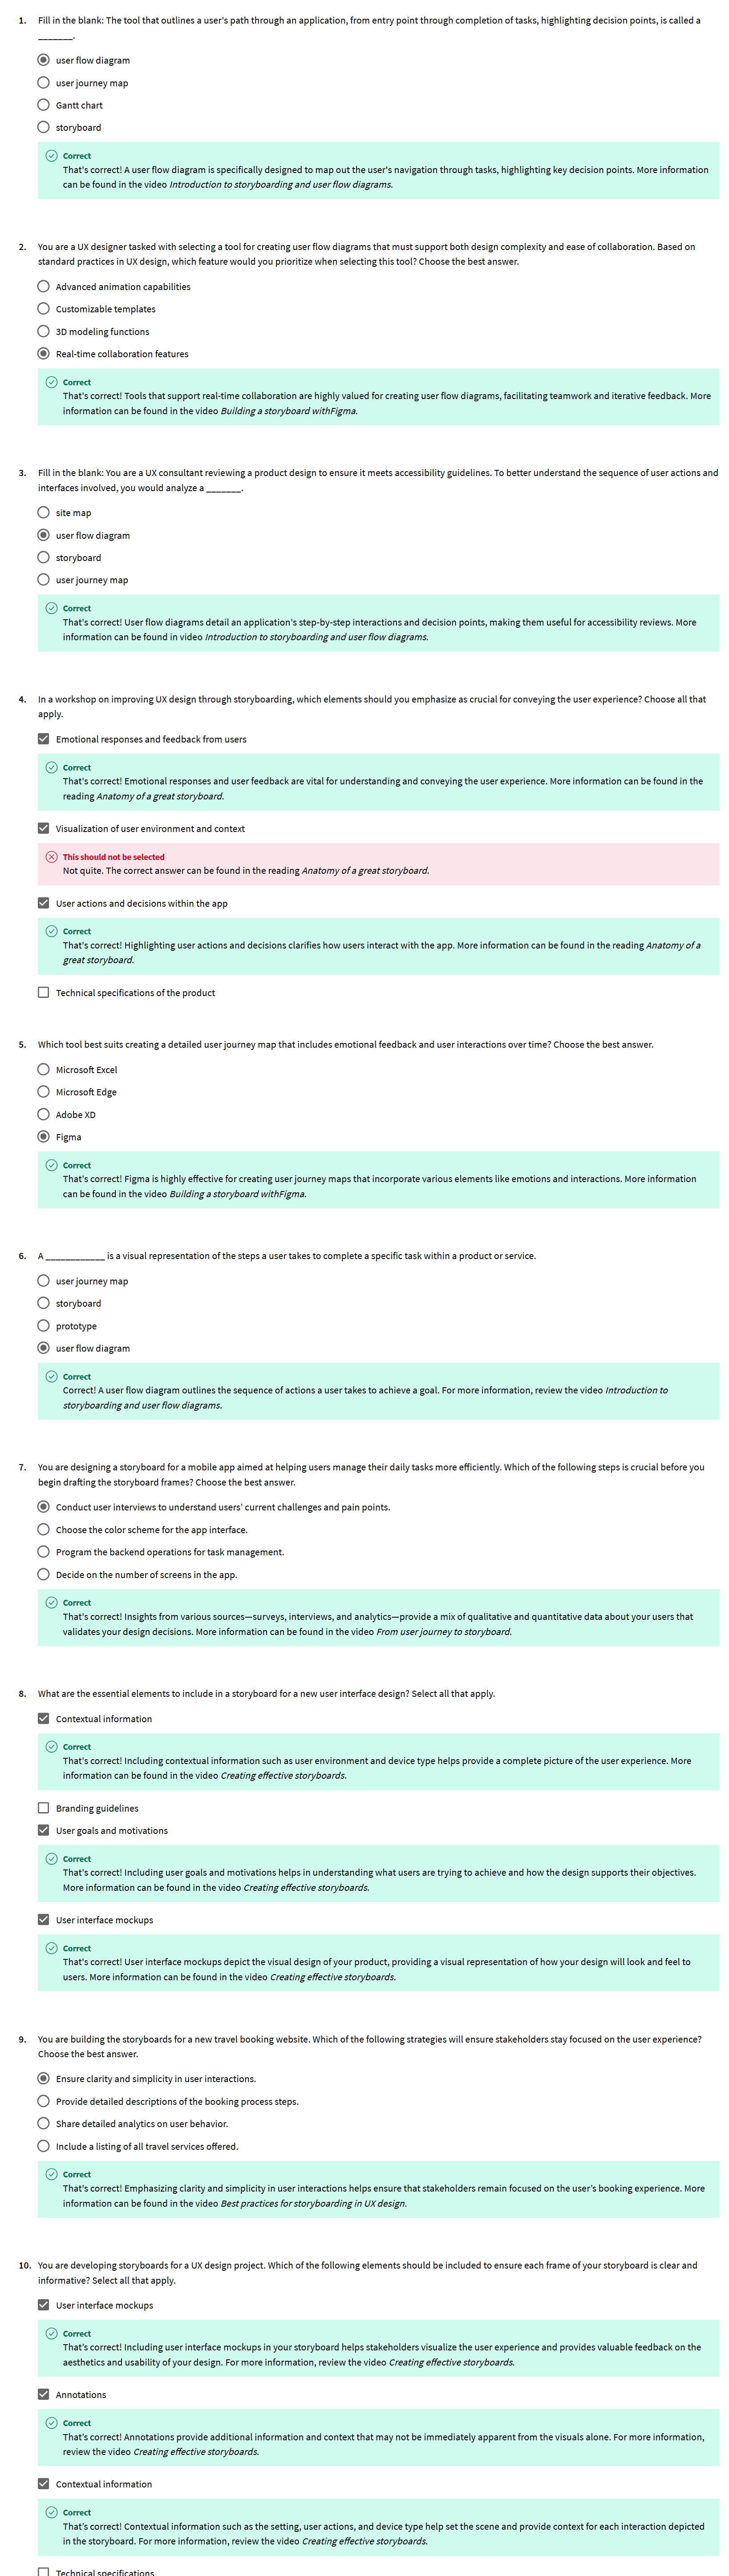 1. Fill in the blank: The tool that outlines a user's path through an application, from entry point through completion of tasks, highlighting decision points, is called a
_______.
user flow diagram
user journey map
Gantt chart
storyboard
Correct
That's correct! A user flow diagram is specifically designed to map out the user's navigation through tasks, highlighting key decision points. More information
can be found in the video Introduction to storyboarding and user flow diagrams.
2. You are a UX designer tasked with selecting a tool for creating user flow diagrams that must support both design complexity and ease of collaboration. Based on
standard practices in UX design, which feature would you prioritize when selecting this tool? Choose the best answer.
Advanced animation capabilities
Customizable templates
3D modeling functions
Real-time collaboration features
Correct
That's correct! Tools that support real-time collaboration are highly valued for creating user flow diagrams, facilitating teamwork and iterative feedback. More
information can be found in the video Building a storyboard withFigma.
3. Fill in the blank: You are a UX consultant reviewing a product design to ensure it meets accessibility guidelines. To better understand the sequence of user actions and
interfaces involved, you would analyze a _______.
site map
user flow diagram
storyboard
user journey map
Correct
That's correct! User flow diagrams detail an application's step-by-step interactions and decision points, making them useful for accessibility reviews. More
information can be found in video Introduction to storyboarding and user flow diagrams.
4. In a workshop on improving UX design through storyboarding, which elements should you emphasize as crucial for conveying the user experience? Choose all that
apply.
Emotional responses and feedback from users
Correct
That's correct! Emotional responses and user feedback are vital for understanding and conveying the user experience. More information can be found in the
reading Anatomy of a great storyboard.
Visualization of user environment and context
This should not be selected
Not quite. The correct answer can be found in the reading Anatomy of a great storyboard.
User actions and decisions within the app
Correct
That's correct! Highlighting user actions and decisions clarifies how users interact with the app. More information can be found in the reading Anatomy of a
great storyboard.
Technical specifications of the product
5. Which tool best suits creating a detailed user journey map that includes emotional feedback and user interactions over time? Choose the best answer.
Microsoft Excel
Microsoft Edge
Adobe XD
Figma
Correct
That's correct! Figma is highly effective for creating user journey maps that incorporate various elements like emotions and interactions. More information
can be found in the video Building a storyboard withFigma.
6. A ____________ is a visual representation of the steps a user takes to complete a specific task within a product or service.
user journey map
storyboard
prototype
user flow diagram
Correct
Correct! A user flow diagram outlines the sequence of actions a user takes to achieve a goal. For more information, review the video Introduction to
storyboarding and user flow diagrams.
7. You are designing a storyboard for a mobile app aimed at helping users manage their daily tasks more efficiently. Which of the following steps is crucial before you
begin drafting the storyboard frames? Choose the best answer.
Conduct user interviews to understand users' current challenges and pain points.
Choose the color scheme for the app interface.
Program the backend operations for task management.
Decide on the number of screens in the app.
Correct
That's correct! Insights from various sources—surveys, interviews, and analytics—provide a mix of qualitative and quantitative data about your users that
validates your design decisions. More information can be found in the video From user journey to storyboard.
8. What are the essential elements to include in a storyboard for a new user interface design? Select all that apply.
Contextual information
Correct
That's correct! Including contextual information such as user environment and device type helps provide a complete picture of the user experience. More
information can be found in the video Creating effective storyboards.
Branding guidelines
User goals and motivations
Correct
That's correct! Including user goals and motivations helps in understanding what users are trying to achieve and how the design supports their objectives.
More information can be found in the video Creating effective storyboards.
User interface mockups
Correct
That's correct! User interface mockups depict the visual design of your product, providing a visual representation of how your design will look and feel to
users. More information can be found in the video Creating effective storyboards.
9. You are building the storyboards for a new travel booking website. Which of the following strategies will ensure stakeholders stay focused on the user experience?
Choose the best answer.
Ensure clarity and simplicity in user interactions.
Provide detailed descriptions of the booking process steps.
Share detailed analytics on user behavior.
Include a listing of all travel services offered.
Correct
That's correct! Emphasizing clarity and simplicity in user interactions helps ensure that stakeholders remain focused on the user's booking experience. More
information can be found in the video Best practices for storyboarding in UX design.
10. You are developing storyboards for a UX design project. Which of the following elements should be included to ensure each frame of your storyboard is clear and
informative? Select all that apply.
User interface mockups
Correct
That's correct! Including user interface mockups in your storyboard helps stakeholders visualize the user experience and provides valuable feedback on the
aesthetics and usability of your design. For more information, review the video Creating effective storyboards.
Annotations
Correct
That's correct! Annotations provide additional information and context that may not be immediately apparent from the visuals alone. For more information,
review the video Creating effective storyboards.
Contextual information
Correct
That's correct! Contextual information such as the setting, user actions, and device type help set the scene and provide context for each interaction depicted
in the storyboard. For more information, review the video Creating effective storyboards.
Technical specifications